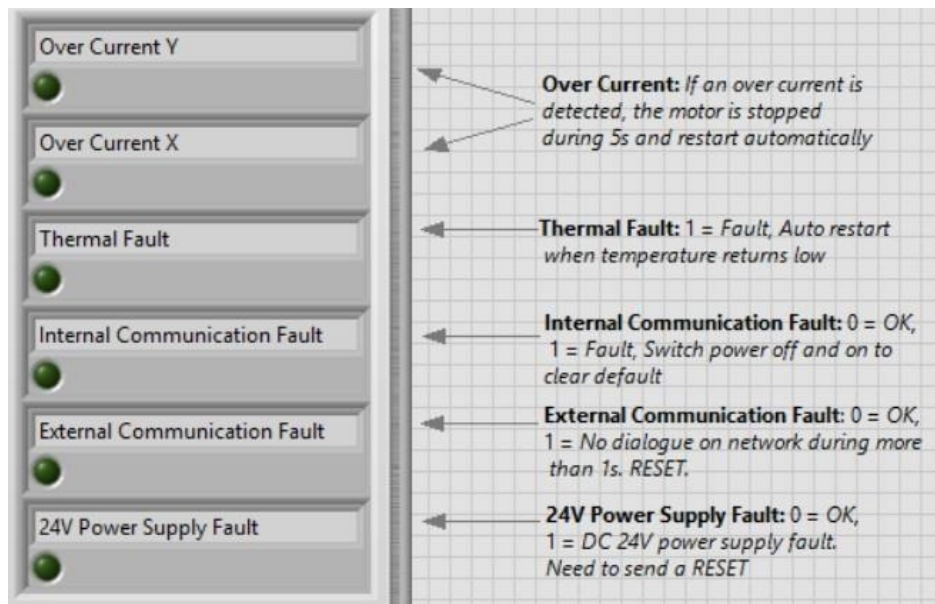 Over Current Y
Over Current X
Thermal Fault
Internal Communication Fault
External Communication Fault
24V Power Supply Fault
Over Current: If an over current is
detected, the motor is stopped
during 5s and restart automatically
Thermal Fault: 1 = Fault, Auto restart
when temperature returns low
Internal Communication Fault: 0 = OK,
1 = Fault, Switch power off and on to
clear default
External Communication Fault: 0 = OK,
1 = No dialogue on network during more
than 1s. RESET.
24V Power Supply Fault: 0 = OK,
1 = DC 24V power supply fault.
Need to send a RESET